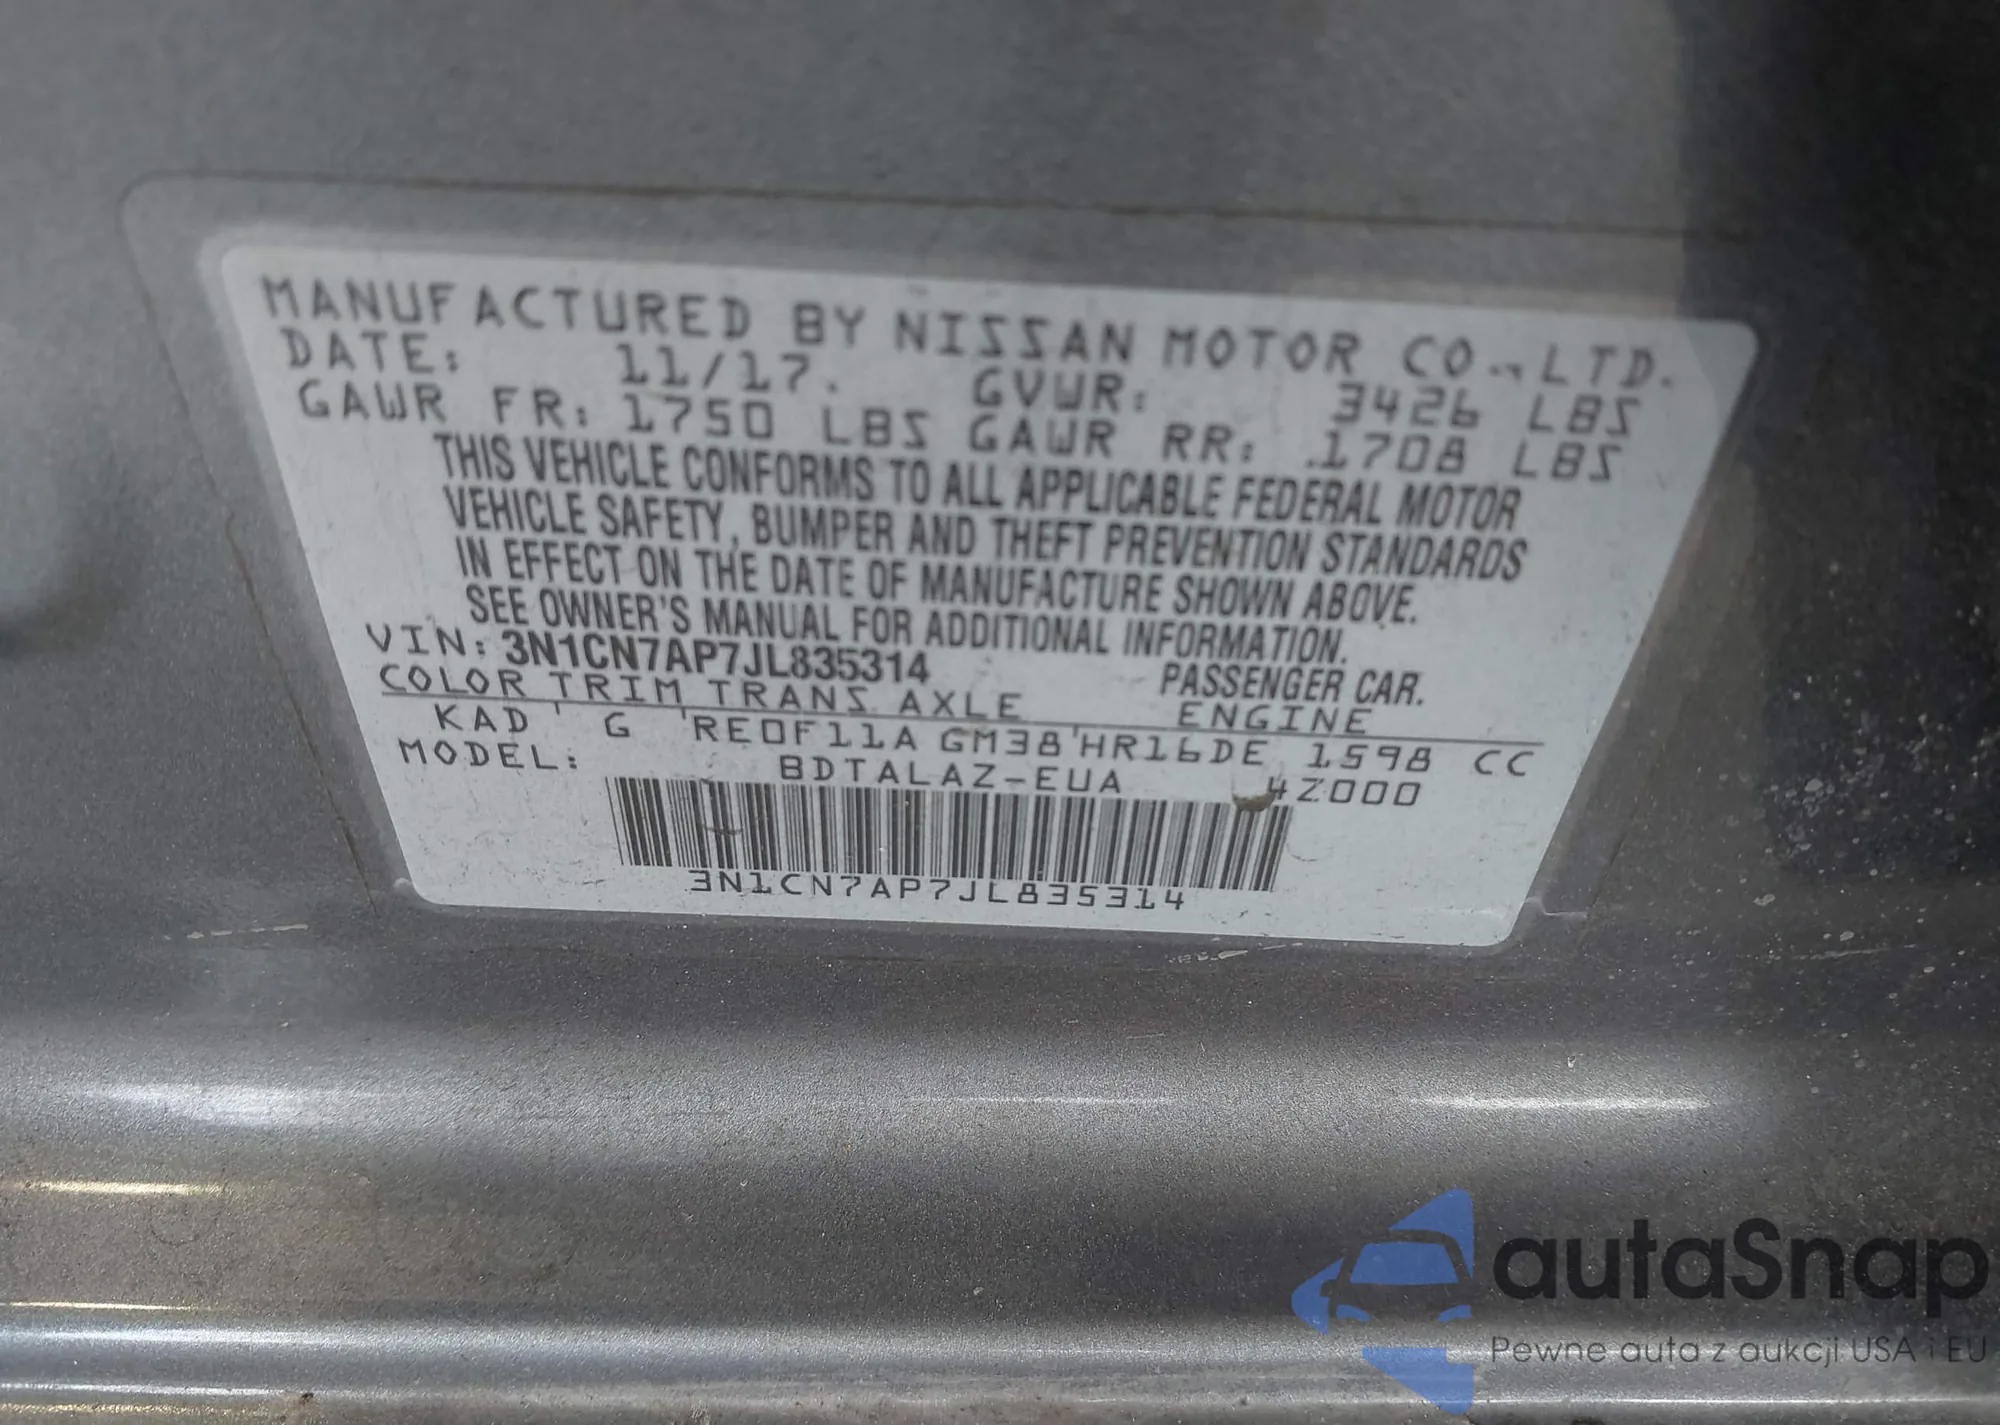 MANUFACTURED BY NISSAN MOTOR CO., LTD.
DATE: 11/17. GVWR: 3426 LBS
GAWR FR: 1750 LBS GAWR RR: 1708 LBS
THIS VEHICLE CONFORMS TO ALL APPLICABLE FEDERAL MOTOR
VEHICLE SAFETY, BUMPER AND THEFT PREVENTION STANDARDS
IN EFFECT ON THE DATE OF MANUFACTURE SHOWN ABOVE.
SEE OWNER'S MANUAL FOR ADDITIONAL INFORMATION.
VIN: 3N1CN7AP7JL835314 PASSENGER CAR.
COLOR TRIM TRANS AXLE ENGINE
KAD G RE0F11A GM38 HR16DE 1598 CC
MODEL: BDTALAZ-EUA 4Z000
3N1CN7AP7JL835314
autaSnap
Pewne auta z aukcji USA i EU